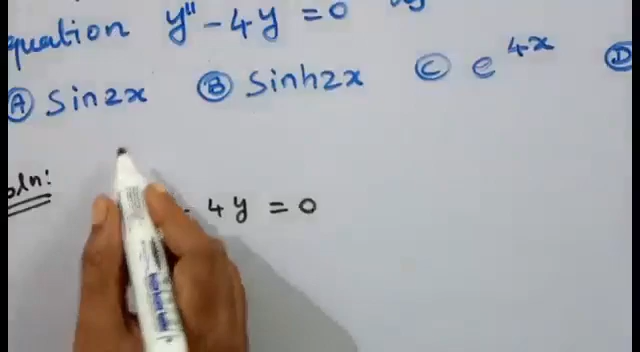 equation y" - 4y = 0
Ⓐ Sin2x Ⓑ Sinh2x Ⓒ e^4x Ⓓ
Soln:
- 4y = 0